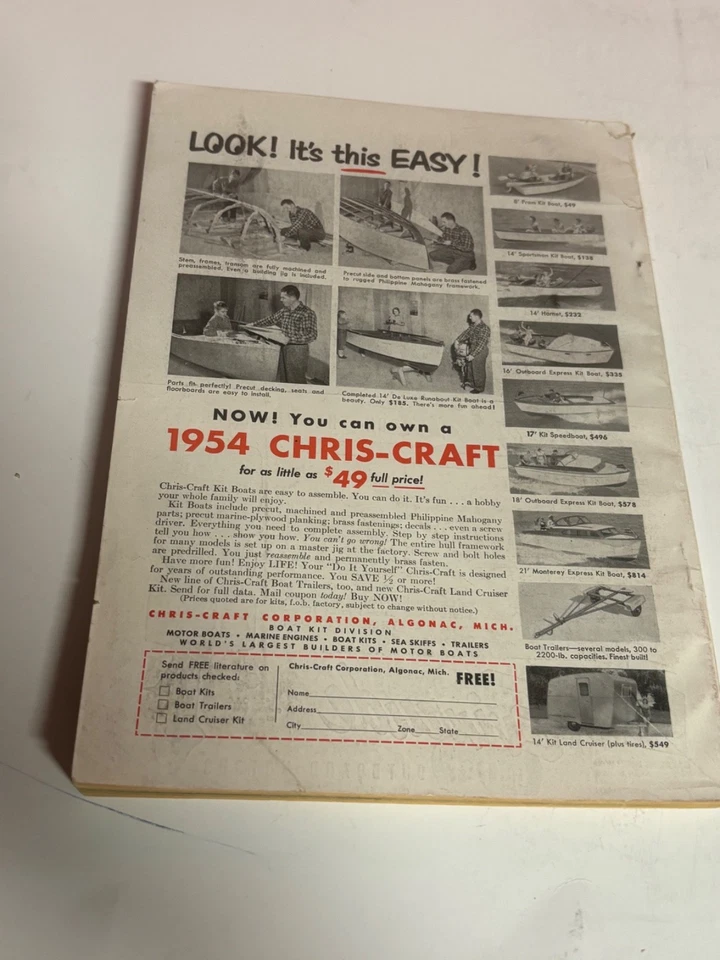 LOOK! It's this EASY!
Stem, frames, transom are fully machined and
preassembled. Even a building jig is included.
Precut side and bottom panels are brass fastened
to rugged Philippine Mahogany framework.
Parts fit perfectly! Precut decking, seats and
floorboards are easy to install.
Completed 14' De Luxe Runabout Kit Boat is a
beauty. Only $185. There's more fun ahead!
NOW! You can own a
1954 CHRIS-CRAFT
for as little as $49 full price!
Chris-Craft Kit Boats are easy to assemble. You can do it. It's fun . . . a hobby
your whole family will enjoy.
Kit Boats include precut, machined and preassembled Philippine Mahogany
parts; precut marine-plywood planking; brass fastenings; decals . . . even a screw
driver. Everything you need to complete assembly. Step by step instructions
tell you how . . . show you how. You can't go wrong! The entire hull framework
for many models is set up on a master jig at the factory. Screw and bolt holes
are predrilled. You just reassemble and permanently brass fasten.
Have more fun! Enjoy LIFE! Your "Do It Yourself" Chris-Craft is designed
for years of outstanding performance. You SAVE ½ or more!
New line of Chris-Craft Boat Trailers, too, and new Chris-Craft Land Cruiser
Kit. Send for full data. Mail coupon today! Buy NOW!
(Prices quoted are for kits, f.o.b. factory, subject to change without notice.)
CHRIS-CRAFT CORPORATION, ALGONAC, MICH.
BOAT KIT DIVISION
MOTOR BOATS • MARINE ENGINES • BOAT KITS • SEA SKIFFS • TRAILERS
WORLD'S LARGEST BUILDERS OF MOTOR BOATS
Send FREE literature on
products checked:
Boat Kits
Boat Trailers
Land Cruiser Kit
Chris-Craft Corporation, Algonac, Mich. FREE!
Name
Address
City Zone State
8' Pram Kit Boat, $49
14' Sportsman Kit Boat,
14' Hornet, $232
16' Outboard Express Kit Boat,
17' Kit Speedboat, $496
18' Outboard Express Kit Boat, $578
21' Monterey Express Kit Boat, $814
Boat Trailers—several models, 300 to
2200-lb. capacities. Finest built!
14' Kit Land Cruiser (plus tires), $549